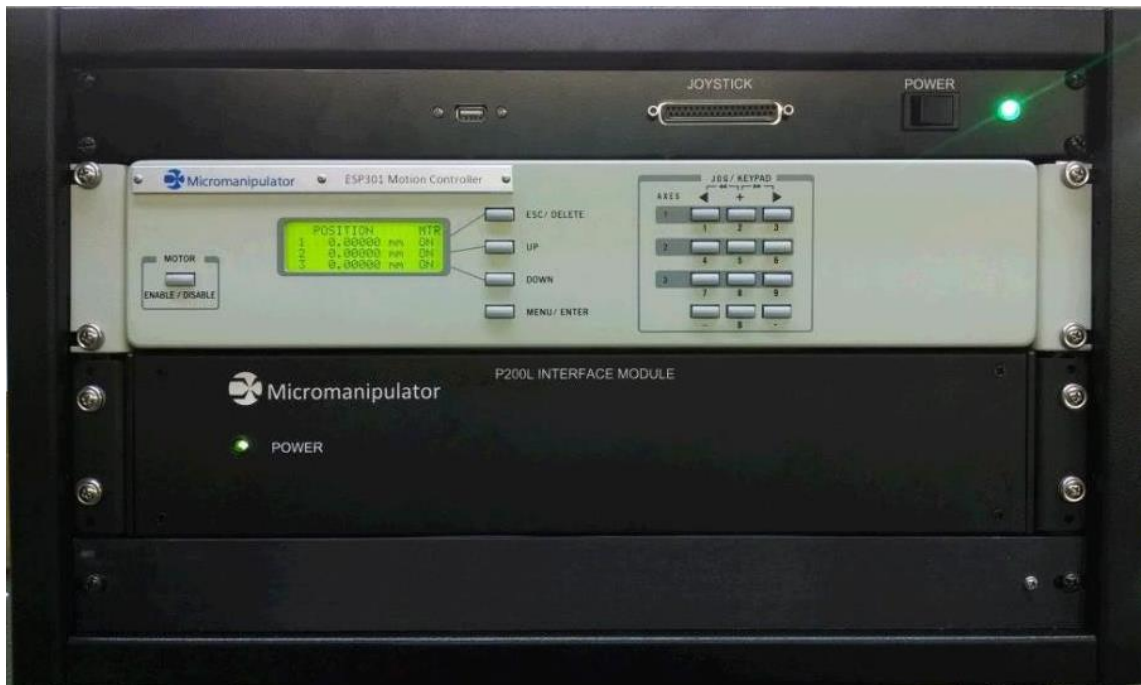 JOYSTICK
POWER
Micromanipulator
ESP301 Motion Controller
POSITION MTR
1 0.00000 mm ON
2 0.00000 mm ON
3 0.00000 mm ON
MOTOR
ENABLE / DISABLE
ESC/ DELETE
UP
DOWN
MENU/ ENTER
JOG/ KEYPAD
AXES ◀ + ▶
1
1 2 3
2
4 5 6
3
7 8 9
- 0 .
Micromanipulator
P200L INTERFACE MODULE
POWER